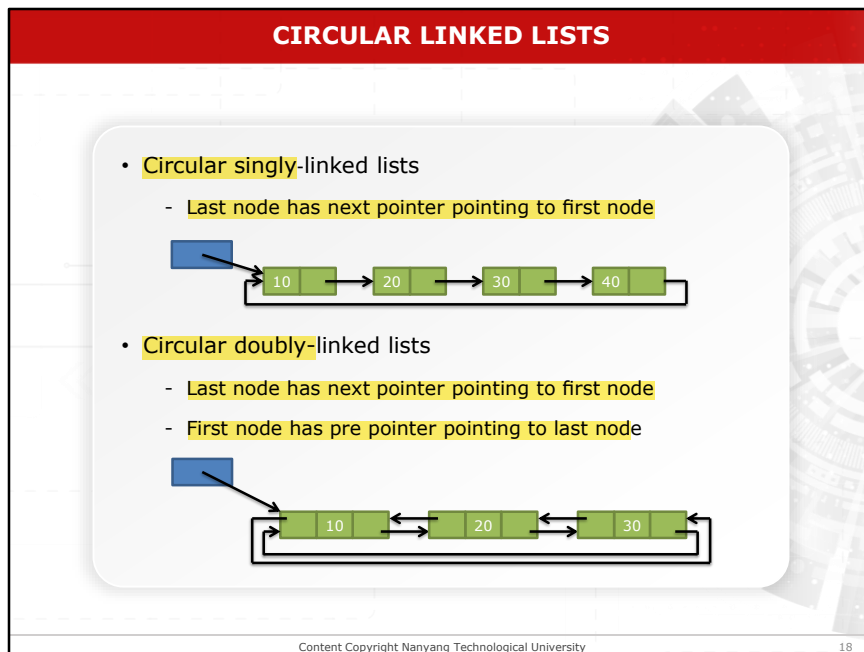 CIRCULAR LINKED LISTS
• Circular singly-linked lists
- Last node has next pointer pointing to first node
10 20 30 40
• Circular doubly-linked lists
- Last node has next pointer pointing to first node
- First node has pre pointer pointing to last node
10 20 30
Content Copyright Nanyang Technological University 18